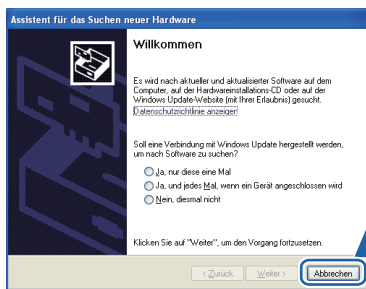 Assistent für das Suchen neuer Hardware
Willkommen
Es wird nach aktueller und aktualisierter Software auf dem
Computer, auf der Hardwareinstallations-CD oder auf der
Windows Update-Website (mit Ihrer Erlaubnis) gesucht.
Datenschutzrichtlinie anzeigen
Soll eine Verbindung mit Windows Update hergestellt werden,
um nach Software zu suchen?
Ja, nur diese eine Mal
Ja, und jedes Mal, wenn ein Gerät angeschlossen wird
Nein, diesmal nicht
Klicken Sie auf "Weiter", um den Vorgang fortzusetzen.
< Zurück
Weiter >
Abbrechen